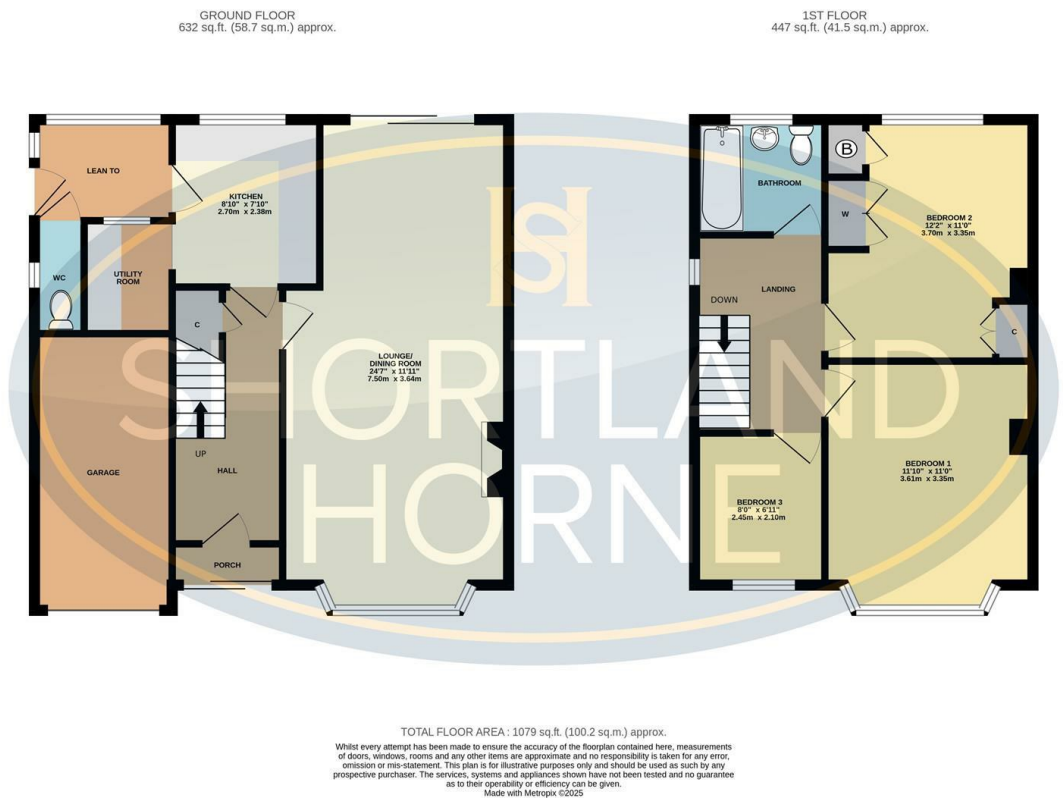 GROUND FLOOR
632 sq.ft. (58.7 sq.m.) approx.
1ST FLOOR
447 sq.ft. (41.5 sq.m.) approx.
LEAN TO
KITCHEN
8'10" x 7'10"
2.70m x 2.38m
WC
UTILITY
ROOM
C
LOUNGE/
DINING ROOM
24'7" x 11'11"
7.50m x 3.64m
UP
HALL
GARAGE
PORCH
BATHROOM
B
W
BEDROOM 2
12'2" x 11'0"
3.70m x 3.35m
LANDING
DOWN
C
BEDROOM 1
11'10" x 11'0"
3.61m x 3.35m
BEDROOM 3
8'0" x 6'11"
2.45m x 2.10m
SH
SHORTLAND
HORNE
TOTAL FLOOR AREA : 1079 sq.ft. (100.2 sq.m.) approx.
Whilst every attempt has been made to ensure the accuracy of the floorplan contained here, measurements
of doors, windows, rooms and any other items are approximate and no responsibility is taken for any error,
omission or mis-statement. This plan is for illustrative purposes only and should be used as such by any
prospective purchaser. The services, systems and appliances shown have not been tested and no guarantee
as to their operability or efficiency can be given.
Made with Metropix ©2025